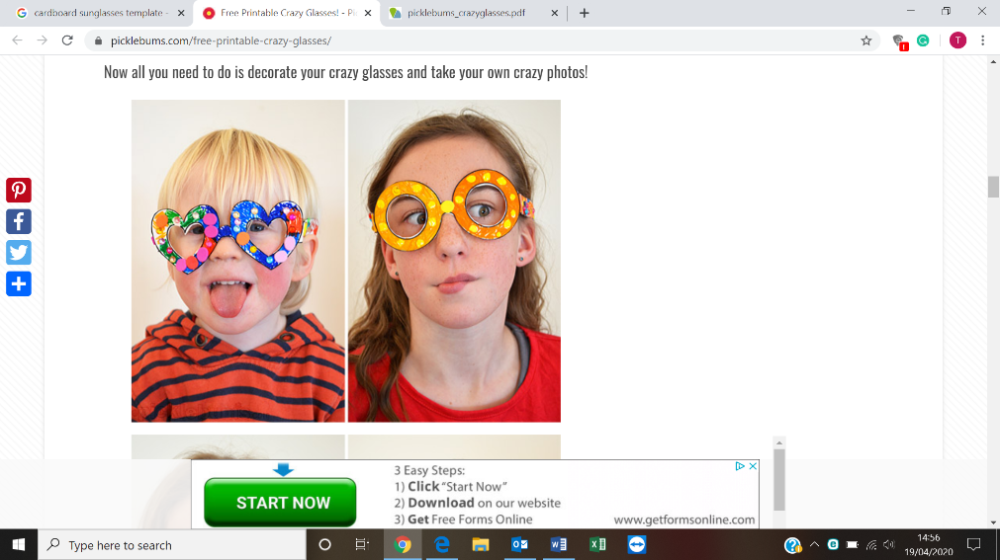 cardboard sunglasses template -
Free Printable Crazy Glasses! - Pi
picklebums_crazyglasses.pdf
picklebums.com/free-printable-crazy-glasses/
T
Now all you need to do is decorate your crazy glasses and take your own crazy photos!
START NOW
3 Easy Steps:
1) Click "Start Now"
2) Download on our website
3) Get Free Forms Online
www.getformsonline.com
Type here to search
14:56
19/04/2020